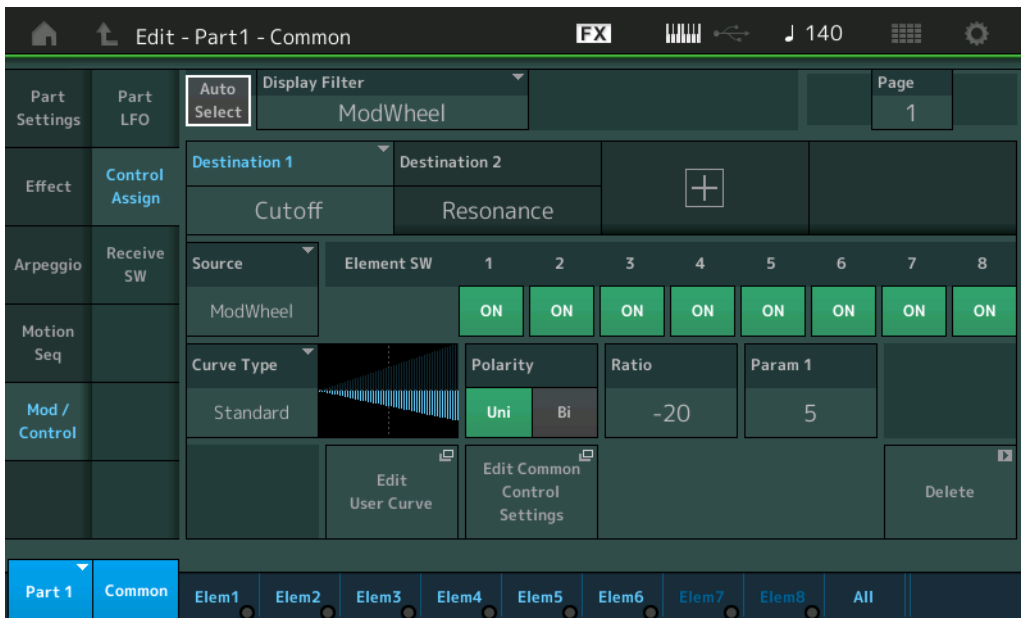 Edit - Part1 - Common FX 140
Part Settings
Part LFO
Auto Select
Display Filter
ModWheel
Page
1
Effect
Control Assign
Destination 1
Destination 2
Cutoff
Resonance
Arpeggio
Receive SW
Source
Element SW 1 2 3 4 5 6 7 8
ModWheel
ON ON ON ON ON ON ON ON
Motion Seq
Curve Type
Polarity
Ratio
Param 1
Mod / Control
Standard
Uni Bi
-20
5
Edit User Curve
Edit Common Control Settings
Delete
Part 1 Common Elem1 Elem2 Elem3 Elem4 Elem5 Elem6 Elem7 Elem8 All